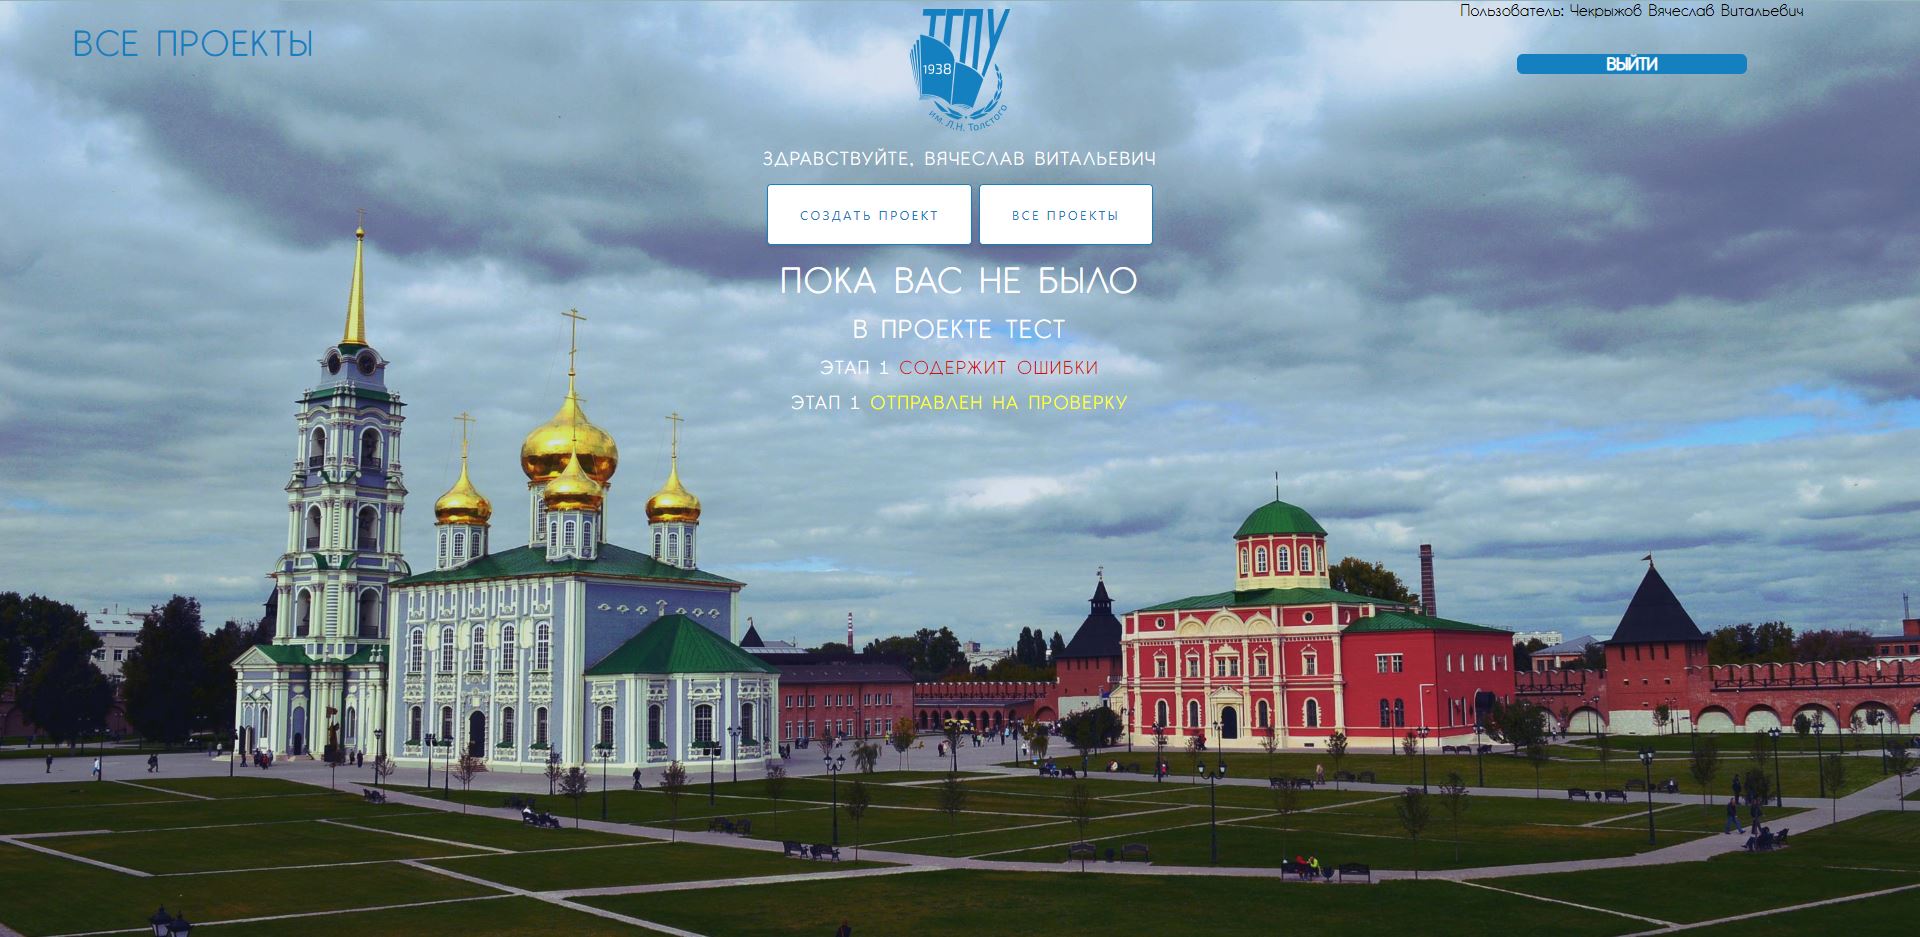 ВСЕ ПРОЕКТЫ
ТГПУ
1938
им. Л.Н. Толстого
Пользователь: Чекрыжов Вячеслав Витальевич
ВЫЙТИ
ЗДРАВСТВУЙТЕ, ВЯЧЕСЛАВ ВИТАЛЬЕВИЧ
СОЗДАТЬ ПРОЕКТ
ВСЕ ПРОЕКТЫ
ПОКА ВАС НЕ БЫЛО
В ПРОЕКТЕ ТЕСТ
ЭТАП 1 СОДЕРЖИТ ОШИБКИ
ЭТАП 1 ОТПРАВЛЕН НА ПРОВЕРКУ